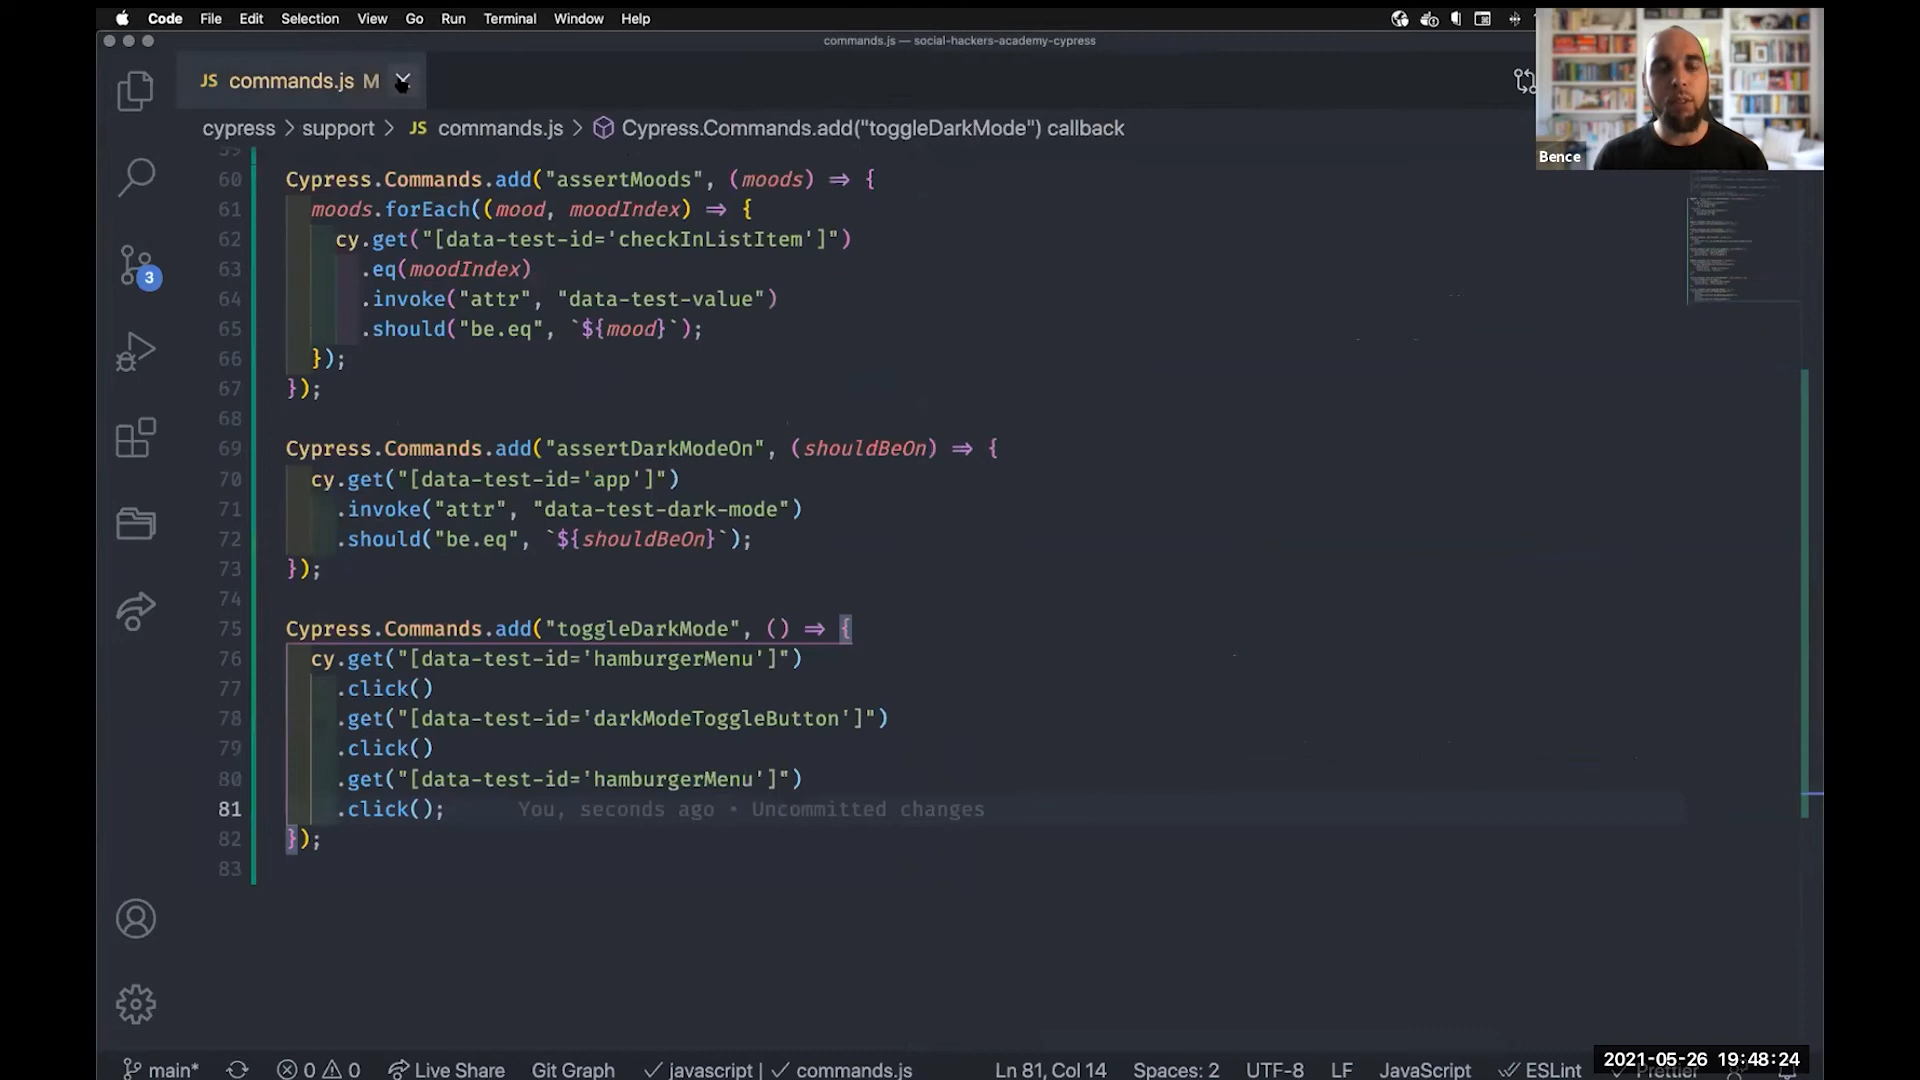 Code File Edit Selection View Go Run Terminal Window Help
commands.js — social-hackers-academy-cypress
JS commands.js M
cypress > support > JS commands.js > Cypress.Commands.add("toggleDarkMode") callback
Bence
59
60 Cypress.Commands.add("assertMoods", (moods) => {
61 moods.forEach((mood, moodIndex) => {
62 cy.get("[data-test-id='checkInListItem']")
63 .eq(moodIndex)
64 .invoke("attr", "data-test-value")
65 .should("be.eq", `${mood}`);
66 });
67 });
68
69 Cypress.Commands.add("assertDarkModeOn", (shouldBeOn) => {
70 cy.get("[data-test-id='app']")
71 .invoke("attr", "data-test-dark-mode")
72 .should("be.eq", `${shouldBeOn}`);
73 });
74
75 Cypress.Commands.add("toggleDarkMode", () => {
76 cy.get("[data-test-id='hamburgerMenu']")
77 .click()
78 .get("[data-test-id='darkModeToggleButton']")
79 .click()
80 .get("[data-test-id='hamburgerMenu']")
81 .click(); You, seconds ago • Uncommitted changes
82 });
83
3
main* 0 0 Live Share Git Graph javascript | commands.js Ln 81, Col 14 Spaces: 2 UTF-8 LF JavaScript ESLint Prettier
2021-05-26 19:48:24